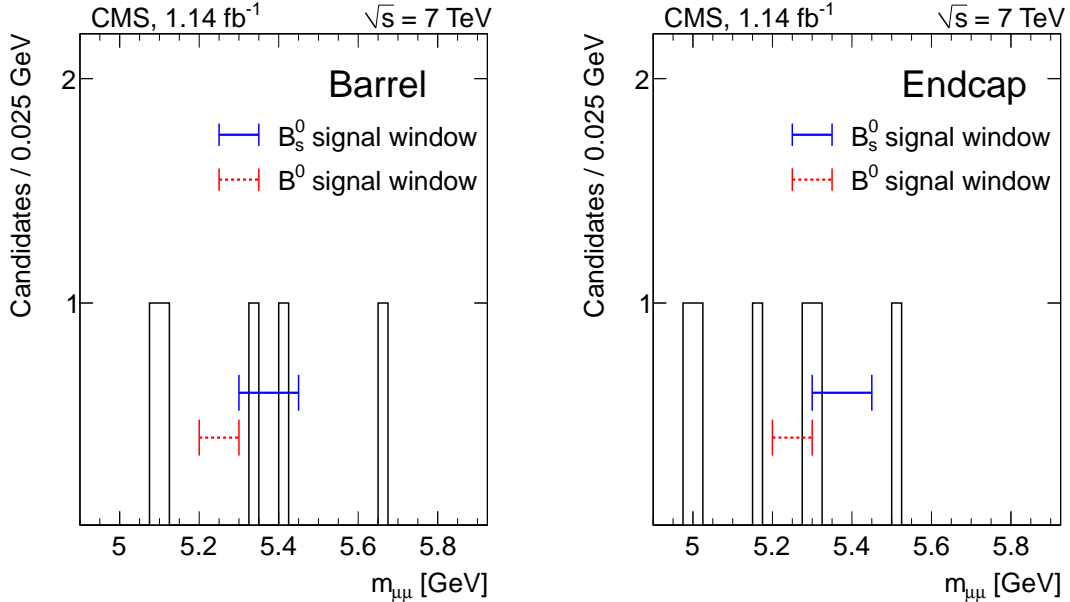 CMS, 1.14 fb⁻¹ √s = 7 TeV
Candidates / 0.025 GeV
Barrel
B⁰ₛ signal window
B⁰ signal window
2
1
5 5.2 5.4 5.6 5.8
m_μμ [GeV]
CMS, 1.14 fb⁻¹ √s = 7 TeV
Candidates / 0.025 GeV
Endcap
B⁰ₛ signal window
B⁰ signal window
2
1
5 5.2 5.4 5.6 5.8
m_μμ [GeV]